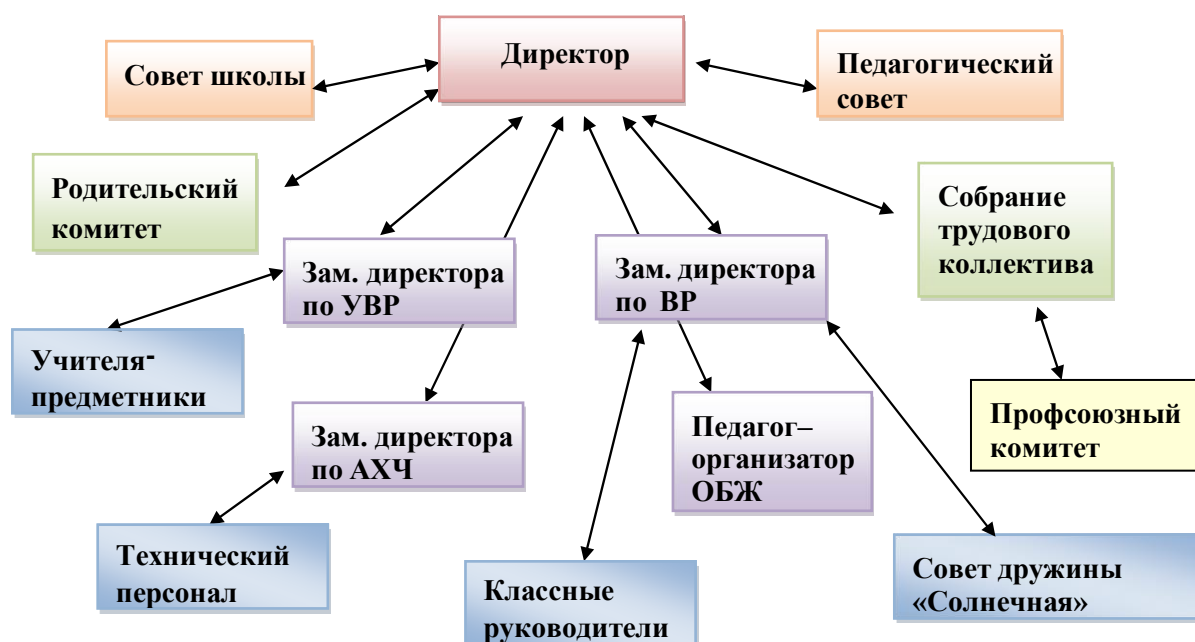 Директор
Совет школы
Педагогический
совет
Родительский
комитет
Собрание
трудового
коллектива
Зам. директора
по УВР
Зам. директора
по ВР
Учителя-
предметники
Зам. директора
по АХЧ
Педагог–
организатор
ОБЖ
Профсоюзный
комитет
Технический
персонал
Классные
руководители
Совет дружины
«Солнечная»